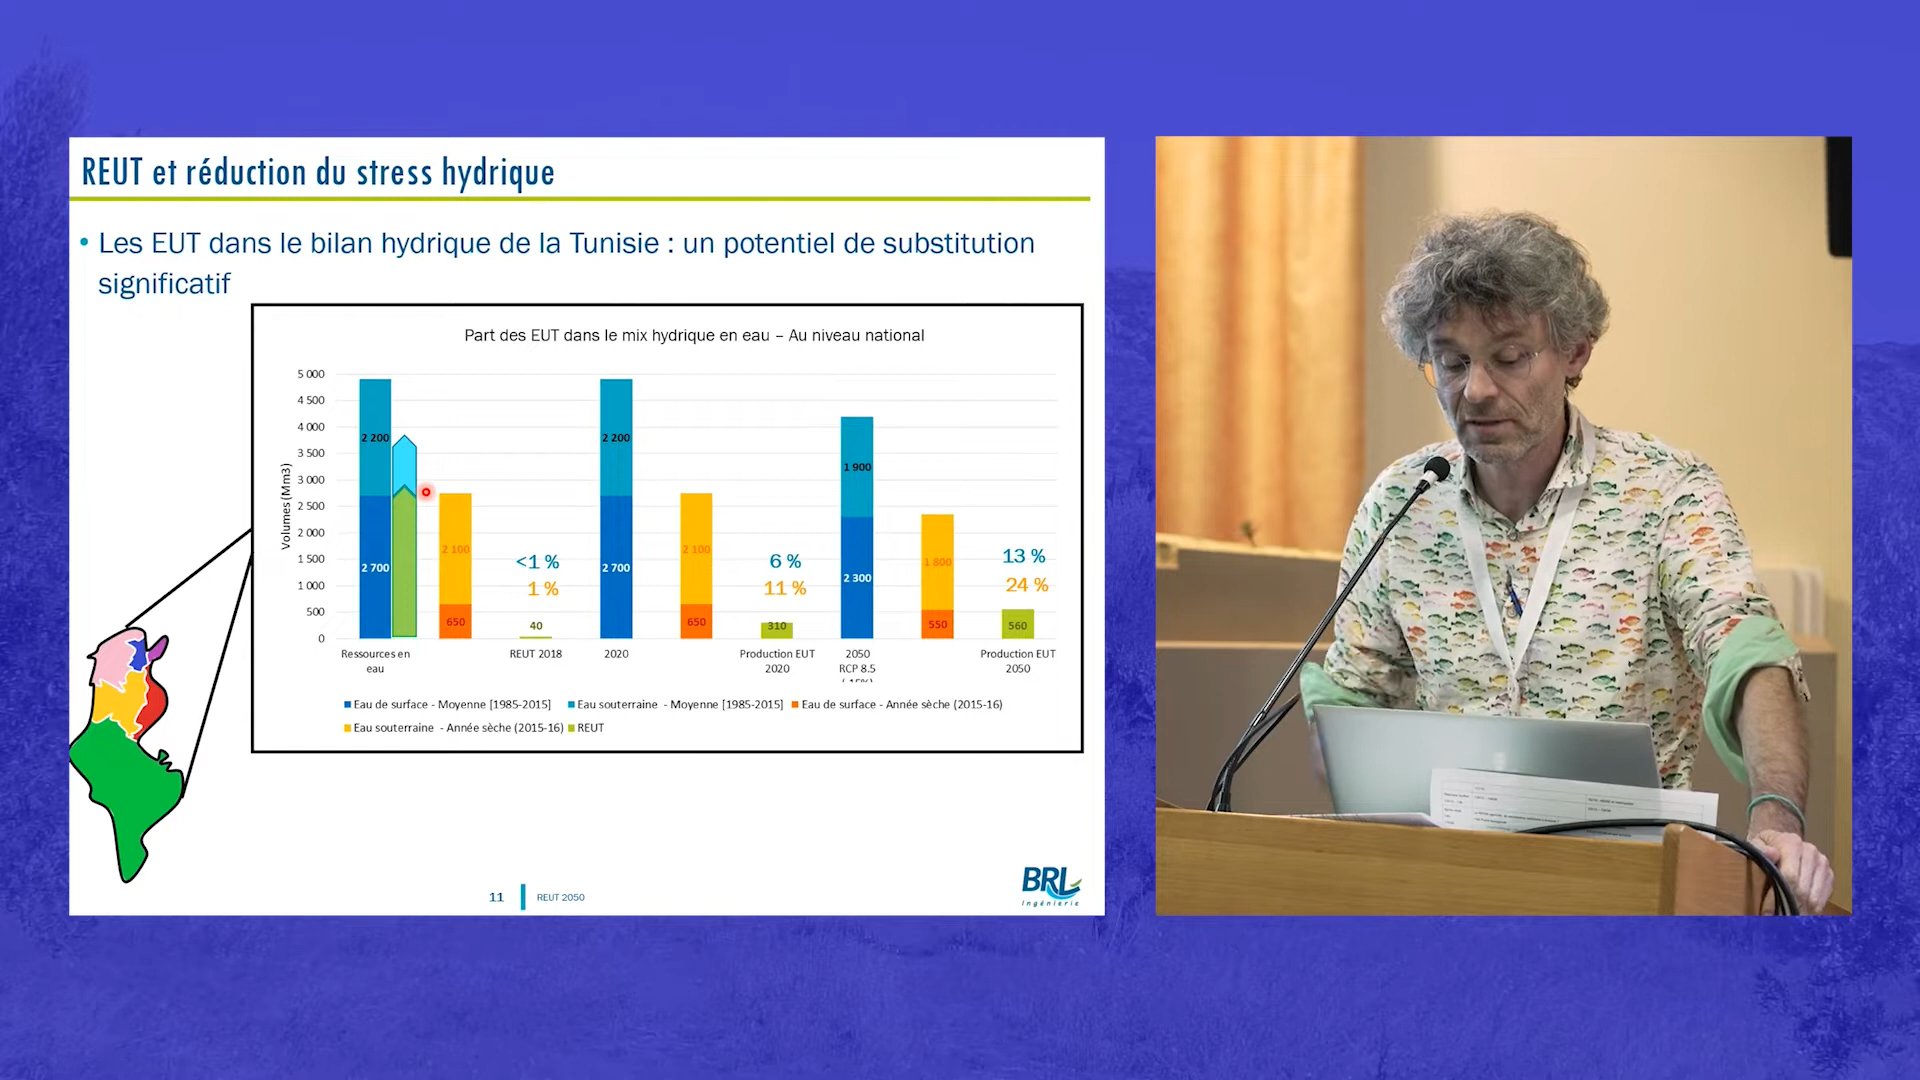 REUT et réduction du stress hydrique
• Les EUT dans le bilan hydrique de la Tunisie : un potentiel de substitution
significatif
Part des EUT dans le mix hydrique en eau – Au niveau national
Volumes (Mm3)
5 000
4 500
4 000
3 500
3 000
2 500
2 000
1 500
1 000
500
0
2 200
2 700
2 100
650
<1 %
1 %
40
2 200
2 700
2 100
650
6 %
11 %
310
1 900
2 300
1 800
550
13 %
24 %
560
Ressources en
eau
REUT 2018
2020
Production EUT
2020
2050
RCP 8.5
Production EUT
2050
Eau de surface - Moyenne [1985-2015]
Eau souterraine - Moyenne [1985-2015]
Eau de surface - Année sèche (2015-16)
Eau souterraine - Année sèche (2015-16)
REUT
11
REUT 2050
BRL
Ingénierie